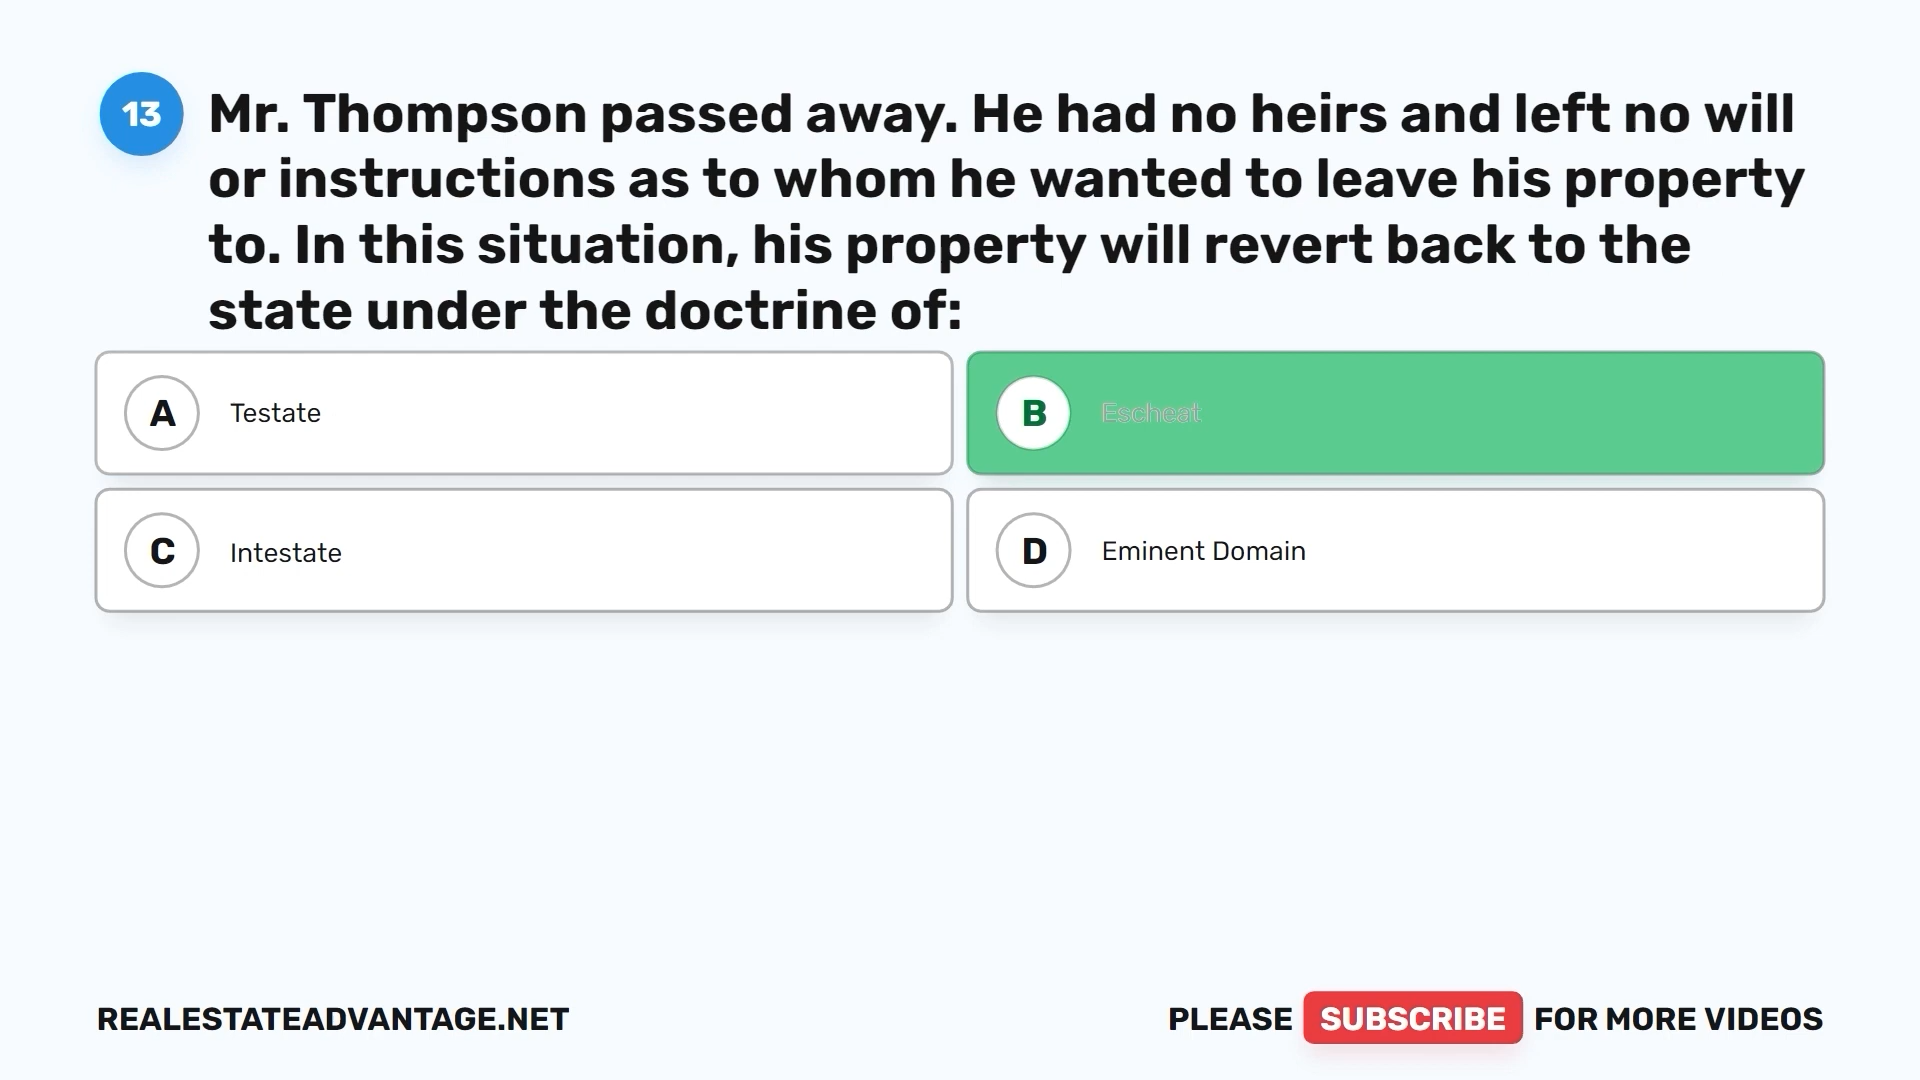 13
Mr. Thompson passed away. He had no heirs and left no will
or instructions as to whom he wanted to leave his property
to. In this situation, his property will revert back to the
state under the doctrine of:
A Testate
B Escheat
C Intestate
D Eminent Domain
REALESTATEADVANTAGE.NET
PLEASE SUBSCRIBE FOR MORE VIDEOS